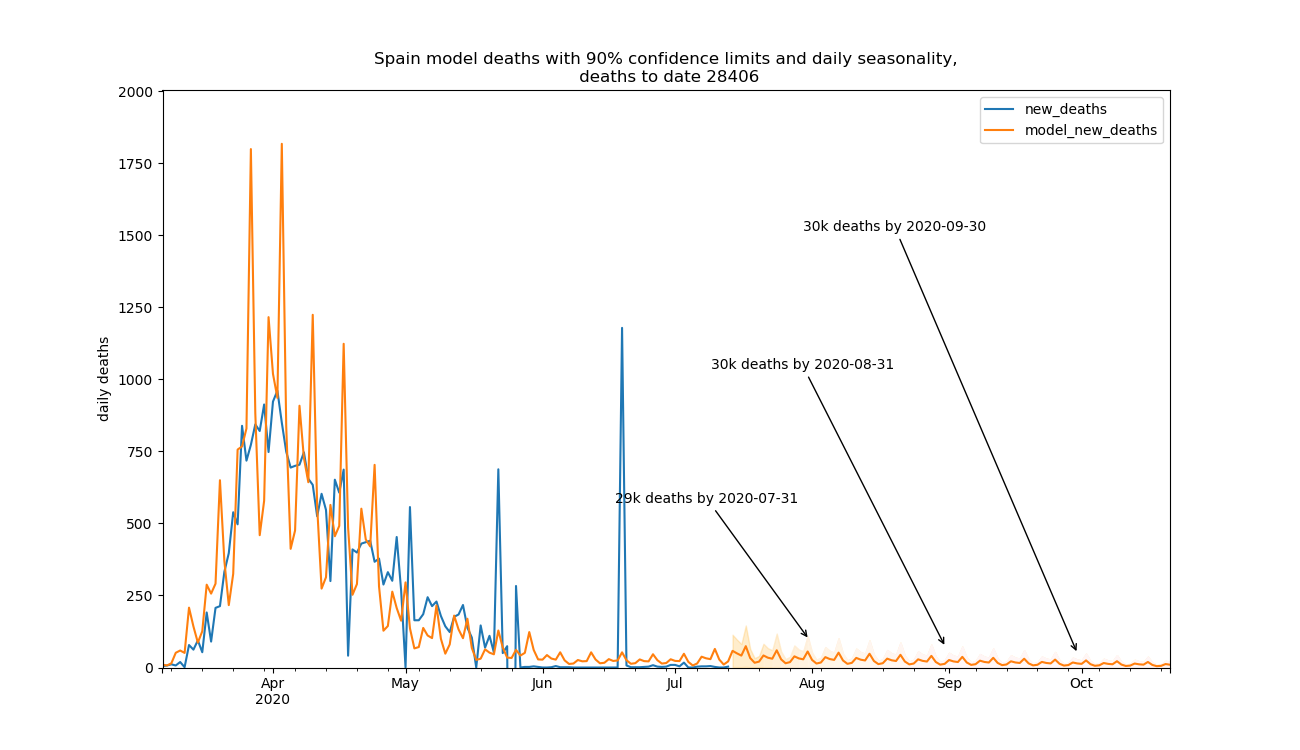 Spain model deaths with 90% confidence limits and daily seasonality,
deaths to date 28406
2000
1750
1500
1250
1000
750
500
250
0
daily deaths
new_deaths
model_new_deaths
30k deaths by 2020-09-30
30k deaths by 2020-08-31
29k deaths by 2020-07-31
Apr
2020
May
Jun
Jul
Aug
Sep
Oct